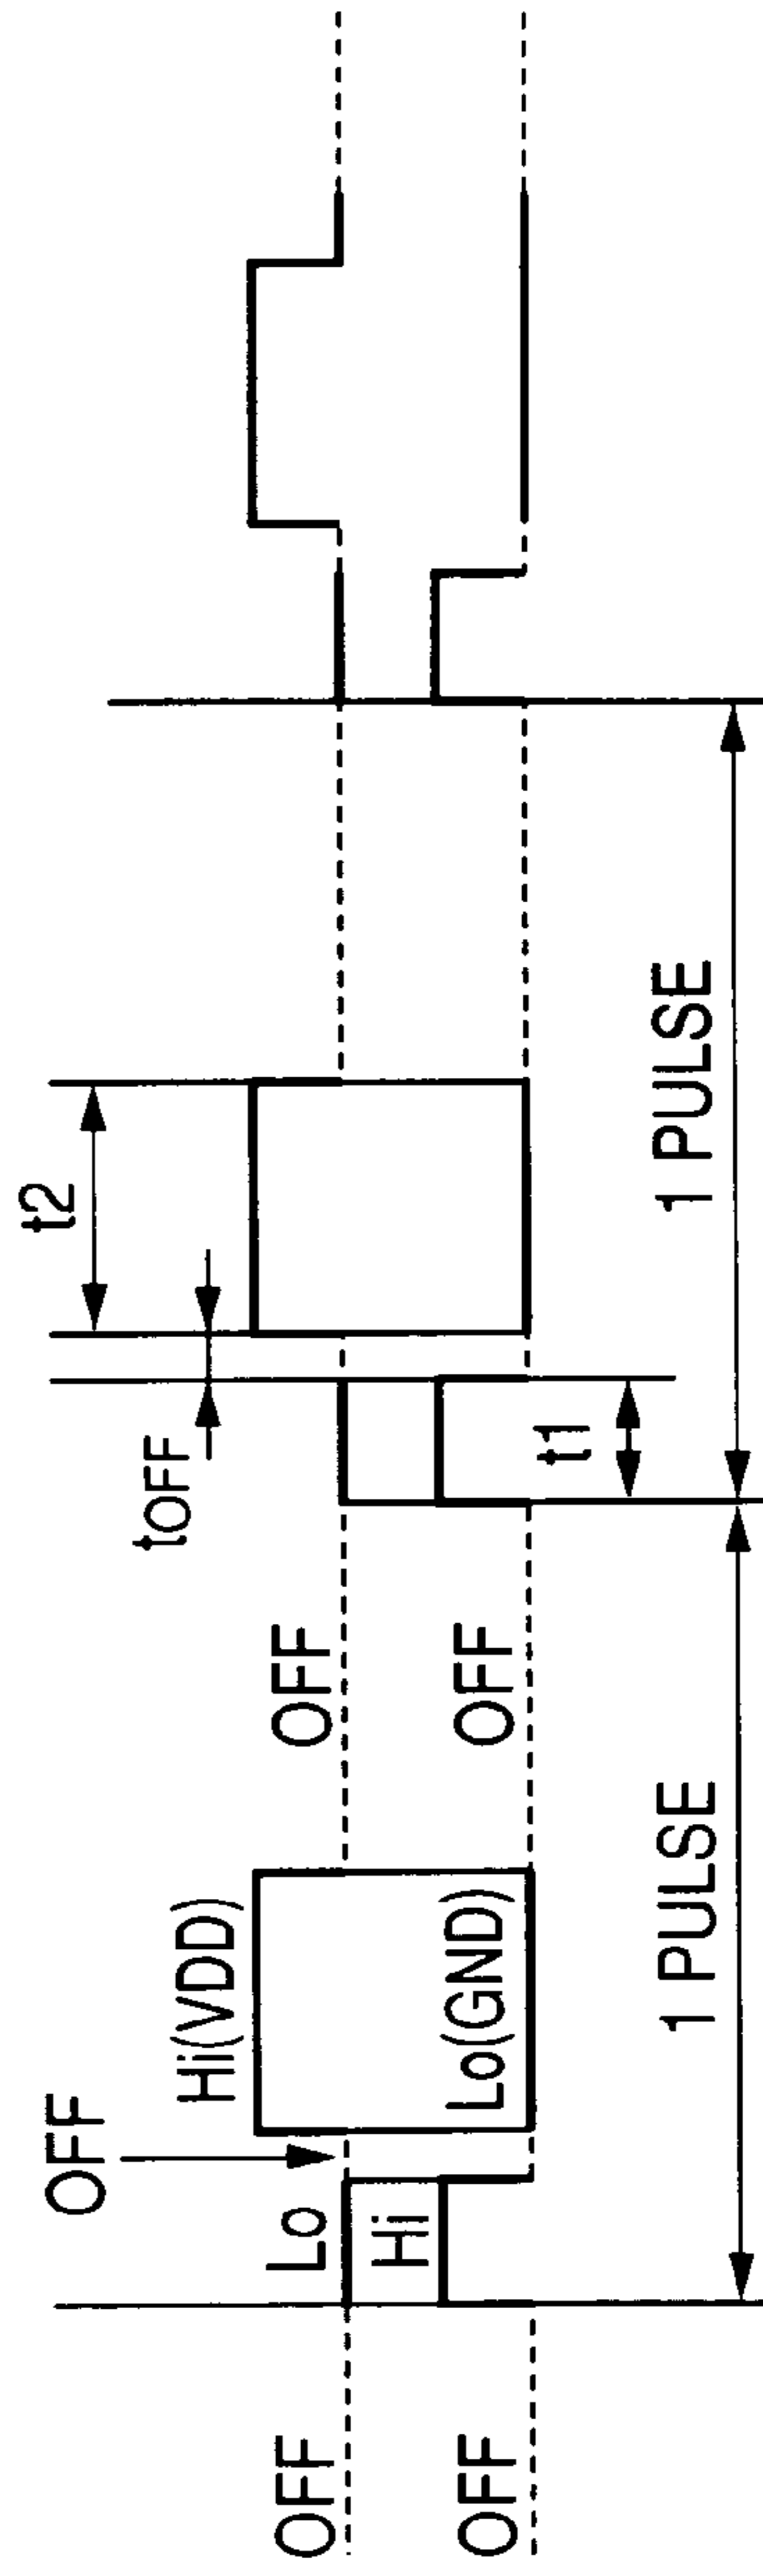 OFF
t2
tOFF
Hi(VDD)
OFF
Lo
OFF
Hi
Lo(GND)
OFF
OFF
t1
1 PULSE
1 PULSE